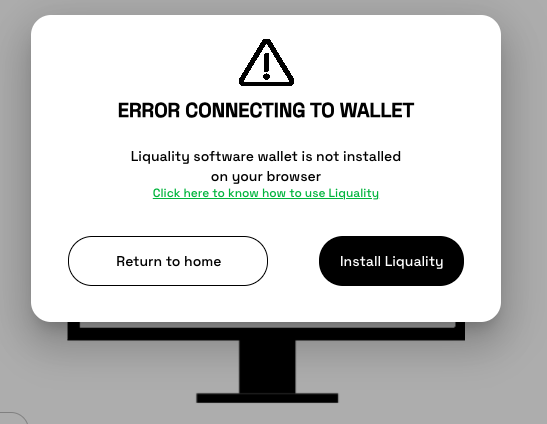 ERROR CONNECTING TO WALLET
Liquality software wallet is not installed
on your browser
Click here to know how to use Liquality
Return to home
Install Liquality